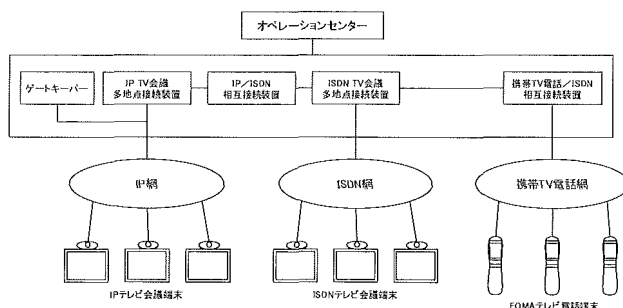 オペレーションセンター
ゲートキーパー
IP TV会議
多地点接続装置
IP/ISDN
相互接続装置
ISDN TV会議
多地点接続装置
携帯TV電話/ISDN
相互接続装置
IP網
ISDN網
携帯TV電話網
IPテレビ会議端末
ISDNテレビ会議端末
FOMAテレビ電話端末